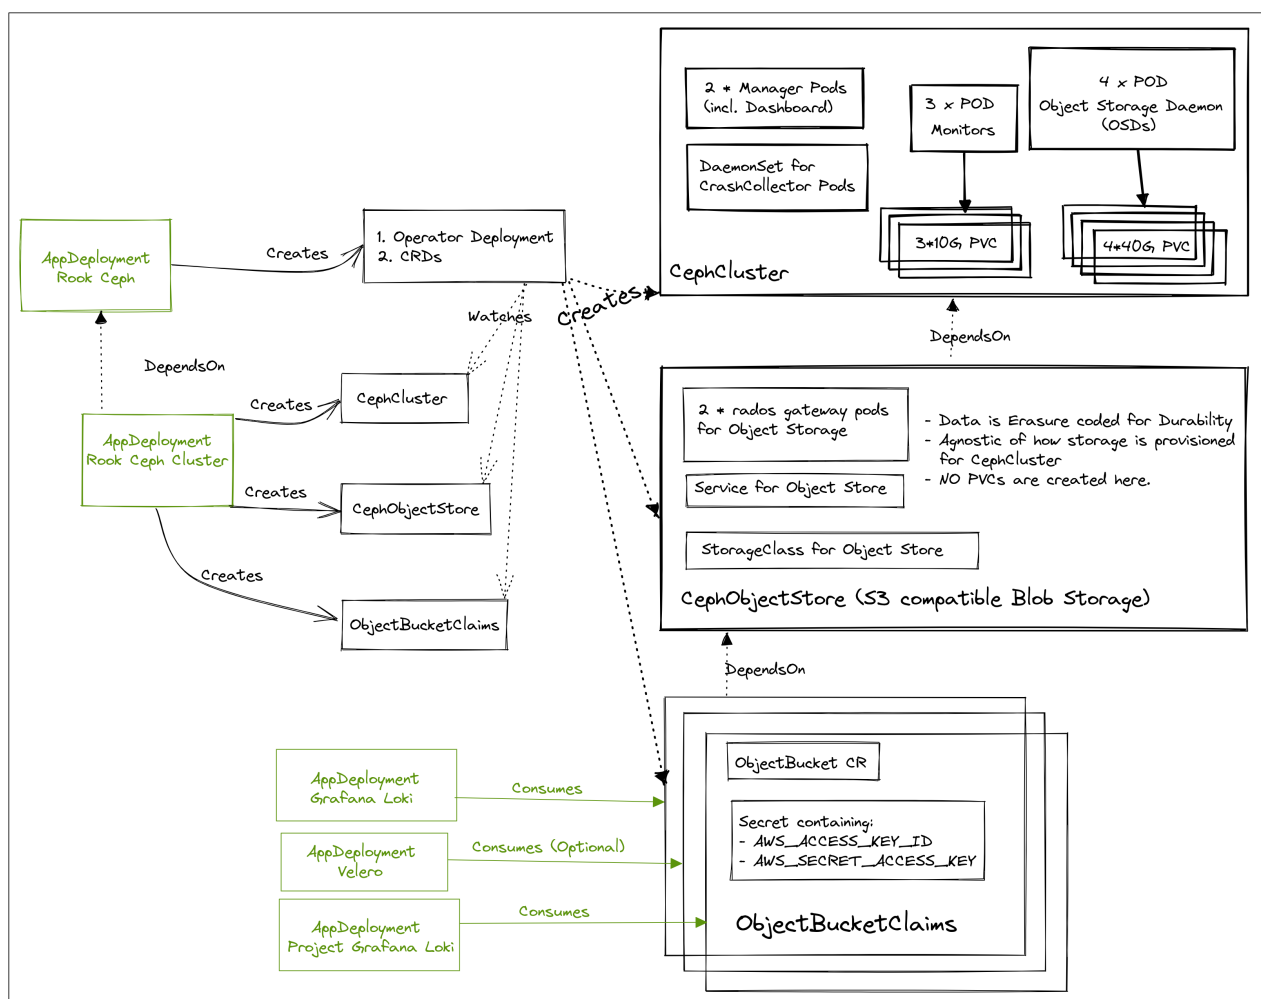 2 * Manager Pods
(incl. Dashboard)
3 x POD
Monitors
4 x POD
Object Storage Daemon
(OSDs)
DaemonSet for
CrashCollector Pods
3*10G PVC
4*40G PVC
CephCluster
AppDeployment
Rook Ceph
Creates
1. Operator Deployment
2. CRDs
Watches
Creates
DependsOn
DependsOn
AppDeployment
Rook Ceph Cluster
Creates
CephCluster
Creates
CephObjectStore
Creates
ObjectBucketClaims
2 * rados gateway pods
for Object Storage
- Data is Erasure coded for Durability
- Agnostic of how storage is provisioned
for CephCluster
- NO PVCs are created here.
Service for Object Store
StorageClass for Object Store
CephObjectStore (S3 compatible Blob Storage)
DependsOn
AppDeployment
Grafana Loki
Consumes
AppDeployment
Velero
Consumes (Optional)
AppDeployment
Project Grafana Loki
Consumes
ObjectBucket CR
Secret containing:
- AWS_ACCESS_KEY_ID
- AWS_SECRET_ACCESS_KEY
ObjectBucketClaims